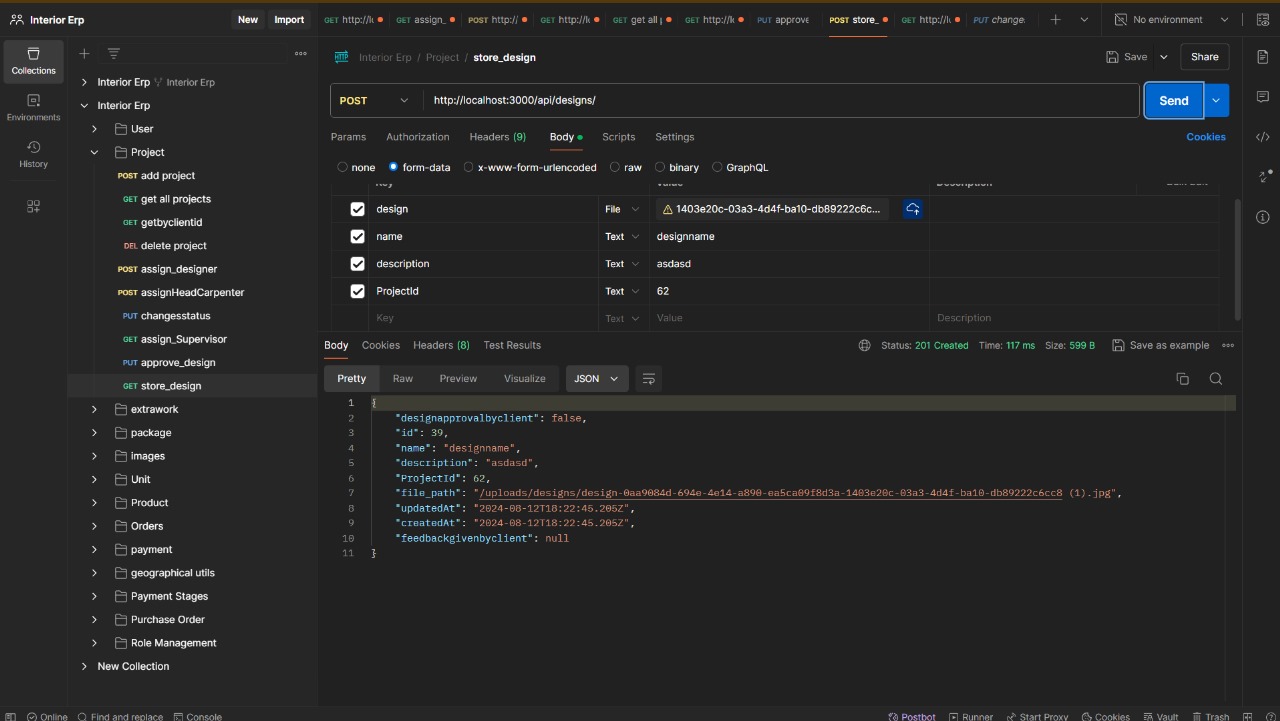 Interior Erp New Import GET http://lo assign_ POST http:// GET http://lo GET get all p GET http://lo PUT approve POST store_ GET http://lo PUT change No environment
Collections
Environments
History
Interior Erp Interior Erp
Interior Erp
User
Project
POST add project
GET get all projects
GET getbyclientid
DEL delete project
POST assign_designer
POST assignHeadCarpenter
PUT changesstatus
GET assign_Supervisor
PUT approve_design
GET store_design
extrawork
package
images
Unit
Product
Orders
payment
geographical utils
Payment Stages
Purchase Order
Role Management
New Collection
HTTP Interior Erp / Project / store_design Save Share
POST http://localhost:3000/api/designs/ Send
Params Authorization Headers (9) Body Scripts Settings Cookies
none form-data x-www-form-urlencoded raw binary GraphQL
Key Value Description Bulk Edit
design File 1403e20c-03a3-4d4f-ba10-db89222c6c...
name Text designname
description Text asdasd
ProjectId Text 62
Key Text Value Description
Body Cookies Headers (8) Test Results Status: 201 Created Time: 117 ms Size: 599 B Save as example
Pretty Raw Preview Visualize JSON
1 {
2 "designapprovalbyclient": false,
3 "id": 39,
4 "name": "designname",
5 "description": "asdasd",
6 "ProjectId": 62,
7 "file_path": "/uploads/designs/design-0aa9084d-694e-4e14-a890-ea5ca09f8d3a-1403e20c-03a3-4d4f-ba10-db89222c6cc8 (1).jpg",
8 "updatedAt": "2024-08-12T18:22:45.205Z",
9 "createdAt": "2024-08-12T18:22:45.205Z",
10 "feedbackgivenbyclient": null
11 }
Online Find and replace Console Postbot Runner Start Proxy Cookies Vault Trash